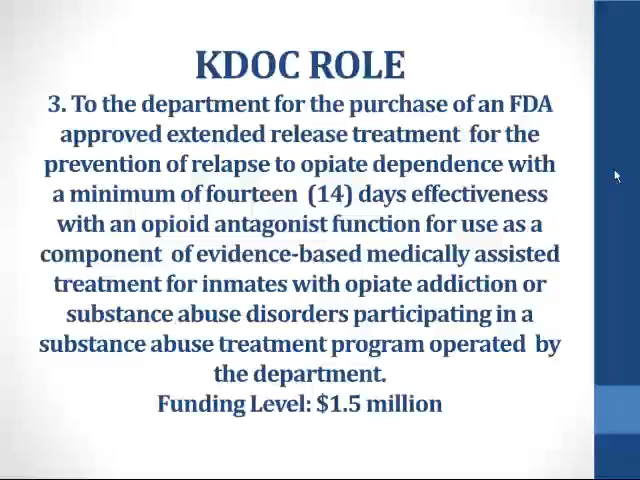 KDOC ROLE
3. To the department for the purchase of an FDA
approved extended release treatment for the
prevention of relapse to opiate dependence with
a minimum of fourteen (14) days effectiveness
with an opioid antagonist function for use as a
component of evidence-based medically assisted
treatment for inmates with opiate addiction or
substance abuse disorders participating in a
substance abuse treatment program operated by
the department.
Funding Level: $1.5 million